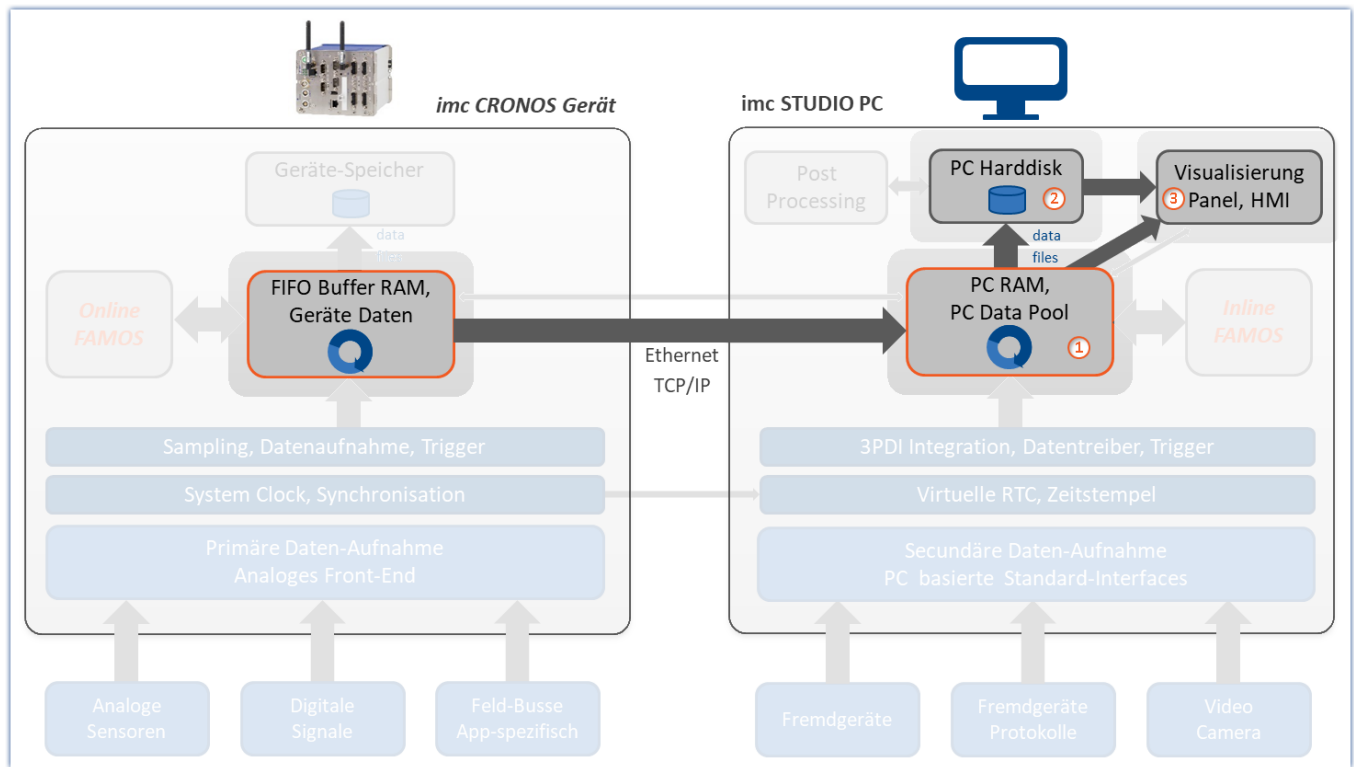 imc CRONOS Gerät
Geräte-Speicher
data
Online
FAMOS
FIFO Buffer RAM,
Geräte Daten
Sampling, Datenaufnahme, Trigger
System Clock, Synchronisation
Primäre Daten-Aufnahme
Analoges Front-End
Analoge
Sensoren
Digitale
Signale
Feld-Busse
App-spezifisch
Ethernet
TCP/IP
imc STUDIO PC
Post
Processing
PC Harddisk
2
Visualisierung
3 Panel, HMI
data
files
PC RAM,
PC Data Pool
1
Inline
FAMOS
3PDI Integration, Datentreiber, Trigger
Virtuelle RTC, Zeitstempel
Secundäre Daten-Aufnahme
PC basierte Standard-Interfaces
Fremdgeräte
Fremdgeräte
Protokolle
Video
Camera